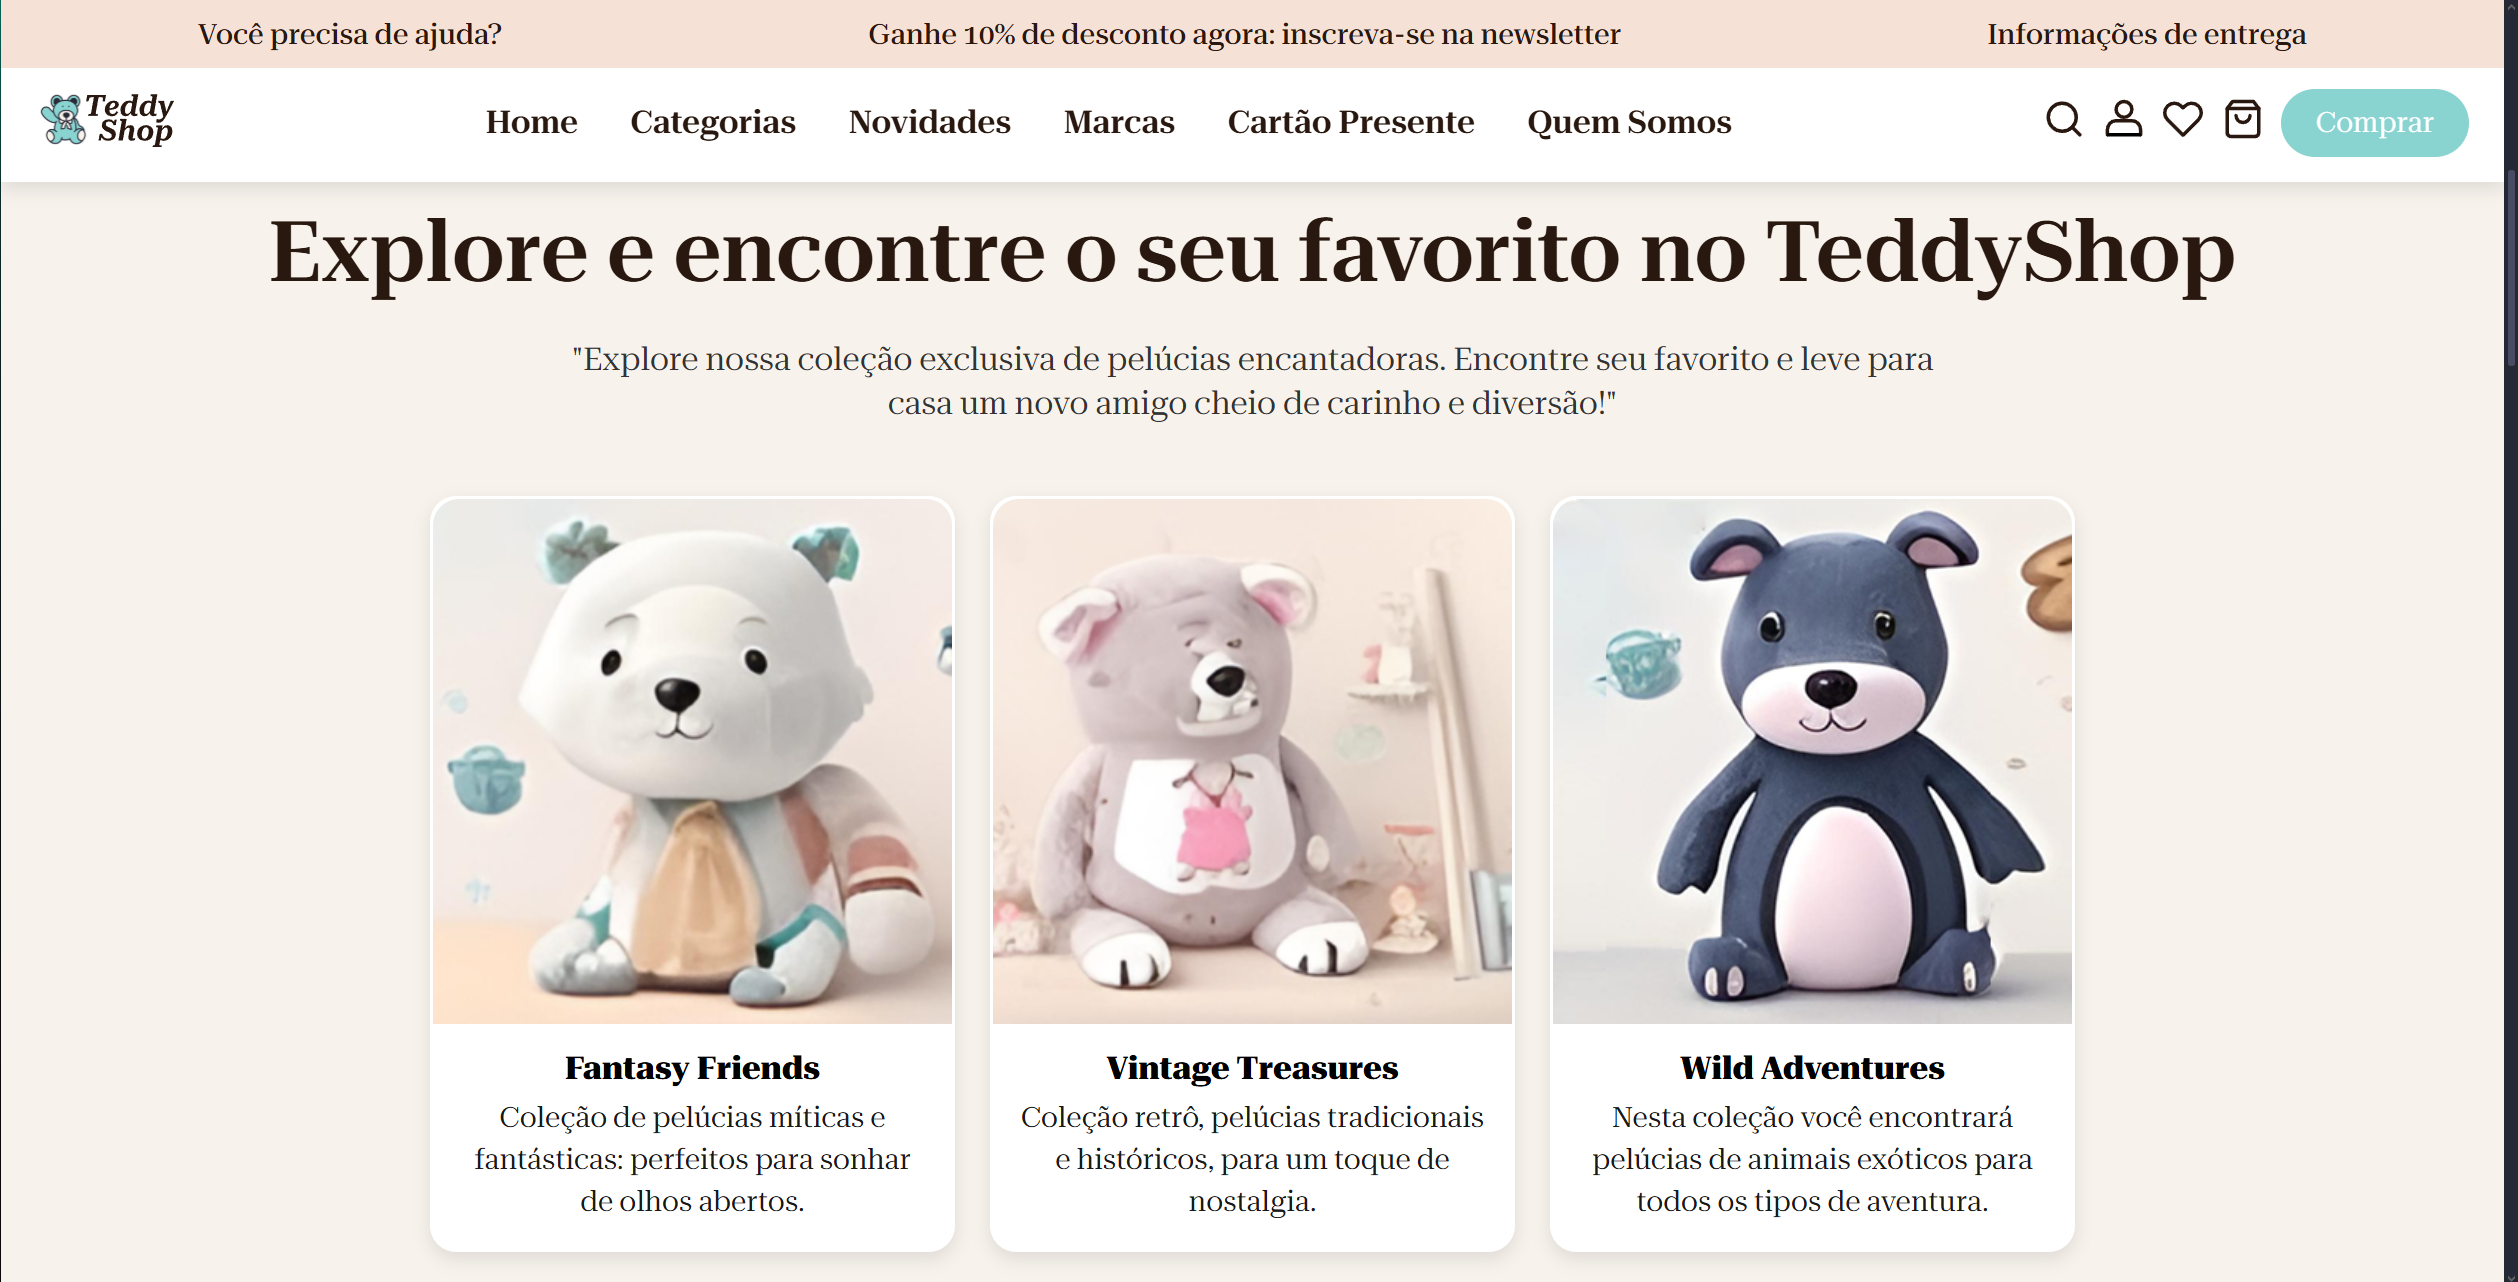 Você precisa de ajuda?
Ganhe 10% de desconto agora: inscreva-se na newsletter
Informações de entrega
Teddy
Shop
Home
Categorias
Novidades
Marcas
Cartão Presente
Quem Somos
Comprar
Explore e encontre o seu favorito no TeddyShop
"Explore nossa coleção exclusiva de pelúcias encantadoras. Encontre seu favorito e leve para
casa um novo amigo cheio de carinho e diversão!"
Fantasy Friends
Coleção de pelúcias míticas e
fantásticas: perfeitos para sonhar
de olhos abertos.
Vintage Treasures
Coleção retrô, pelúcias tradicionais
e históricos, para um toque de
nostalgia.
Wild Adventures
Nesta coleção você encontrará
pelúcias de animais exóticos para
todos os tipos de aventura.